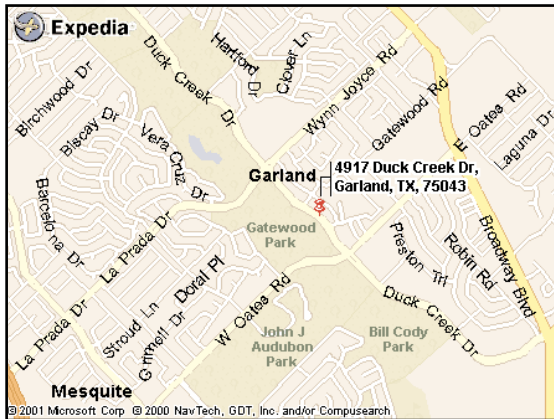 Expedia
Duck Creek Dr
Hartford Dr
Clover Ln
Wynn Joyce Rd
Gatewood Rd
E Oates Rd
Laguna Dr
Birchwood Dr
Biscay Dr
Vera Cruz Dr
Barcelona Dr
La Prada Dr
Garland
4917 Duck Creek Dr,
Garland, TX, 75043
Gatewood
Park
Broadway Blvd
Robin Rd
Preston Trl
Doral Pl
La Prada Dr
Stroud Ln
Grimmell Dr
W Oates Rd
Duck Creek Dr
John J
Audubon
Park
Bill Cody
Park
Mesquite
© 2001 Microsoft Corp © 2000 NavTech, GDT, Inc. and/or Compusearch